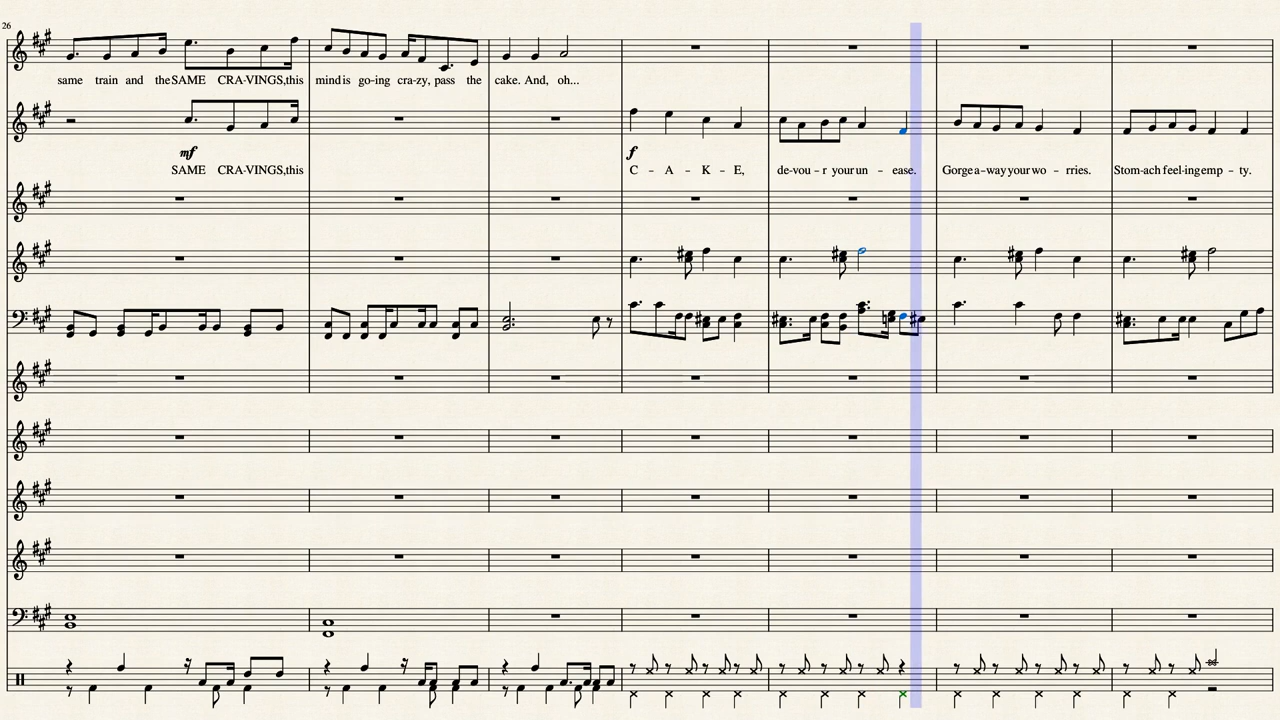 26
same train and the SAME CRA-VINGS, this mind is go-ing cra-zy, pass the cake. And, oh...
mf
f
SAME CRA-VINGS, this C - A - K - E, de-vou - r your un - ease. Gorge a-way your wo - rries. Stom-ach feel-ing emp - ty.